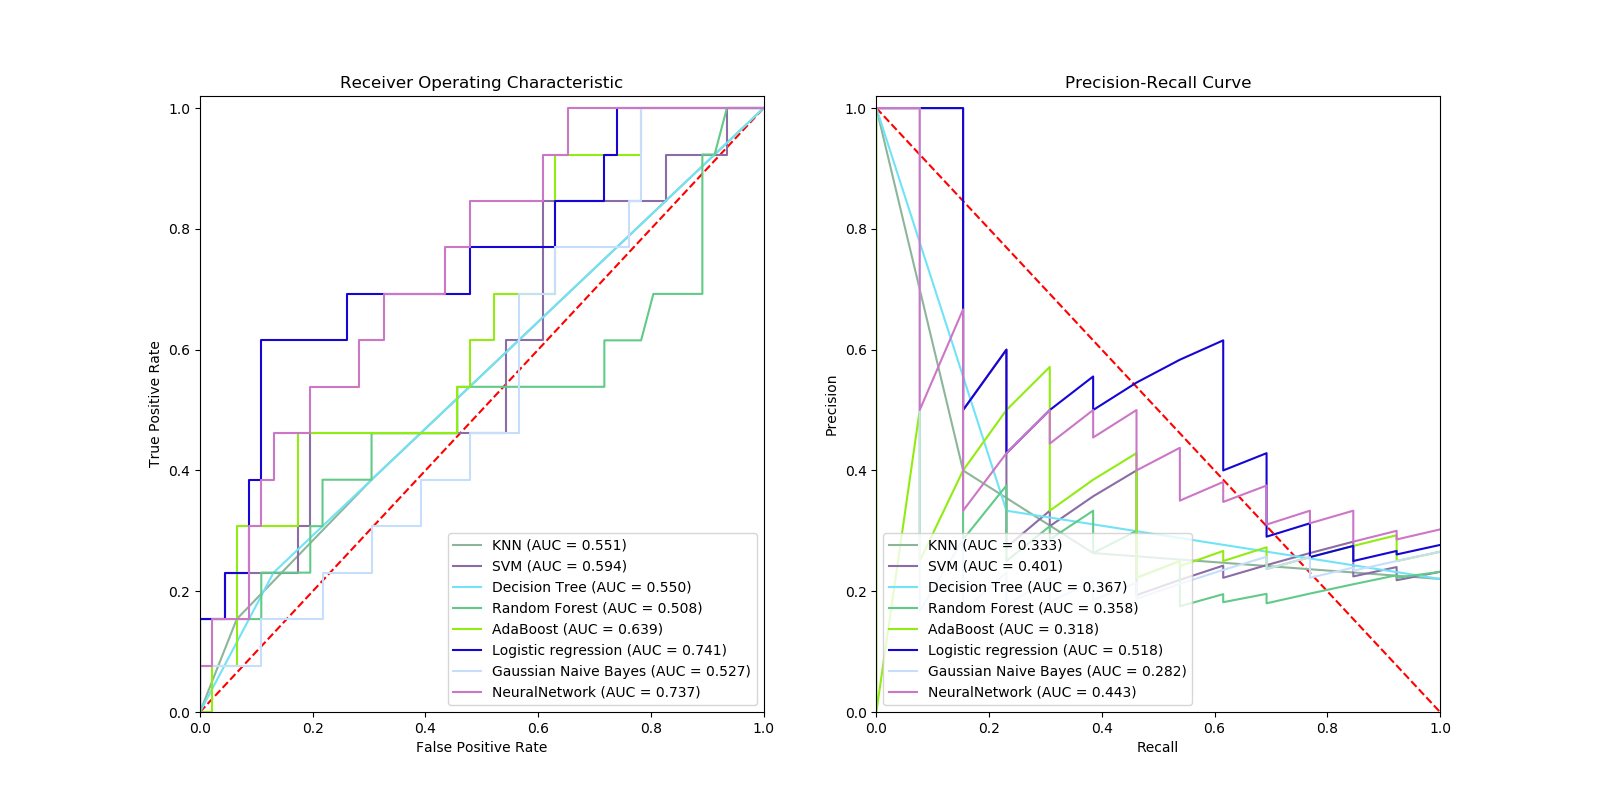 Receiver Operating Characteristic
1.0
0.8
0.6
0.4
0.2
0.0
True Positive Rate
KNN (AUC = 0.551)
SVM (AUC = 0.594)
Decision Tree (AUC = 0.550)
Random Forest (AUC = 0.508)
AdaBoost (AUC = 0.639)
Logistic regression (AUC = 0.741)
Gaussian Naive Bayes (AUC = 0.527)
NeuralNetwork (AUC = 0.737)
0.0 0.2 0.4 0.6 0.8 1.0
False Positive Rate
Precision-Recall Curve
1.0
0.8
0.6
0.4
0.2
0.0
Precision
KNN (AUC = 0.333)
SVM (AUC = 0.401)
Decision Tree (AUC = 0.367)
Random Forest (AUC = 0.358)
AdaBoost (AUC = 0.318)
Logistic regression (AUC = 0.518)
Gaussian Naive Bayes (AUC = 0.282)
NeuralNetwork (AUC = 0.443)
0.0 0.2 0.4 0.6 0.8 1.0
Recall